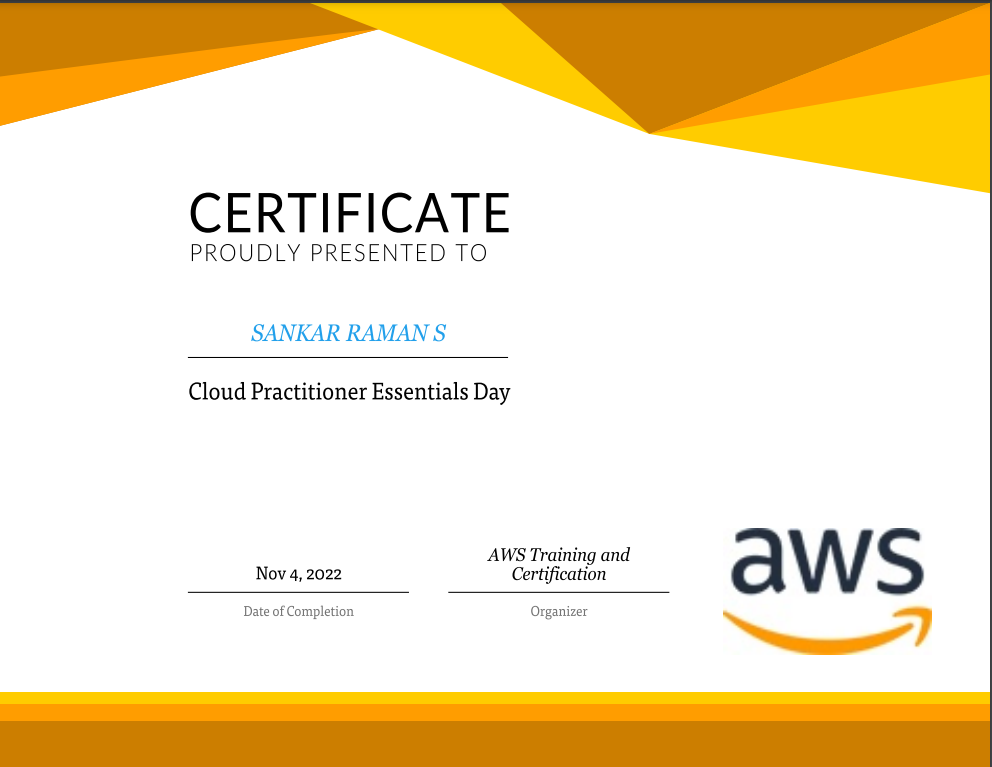 CERTIFICATE
PROUDLY PRESENTED TO
SANKAR RAMAN S
Cloud Practitioner Essentials Day
Nov 4, 2022
Date of Completion
AWS Training and
Certification
Organizer
aws